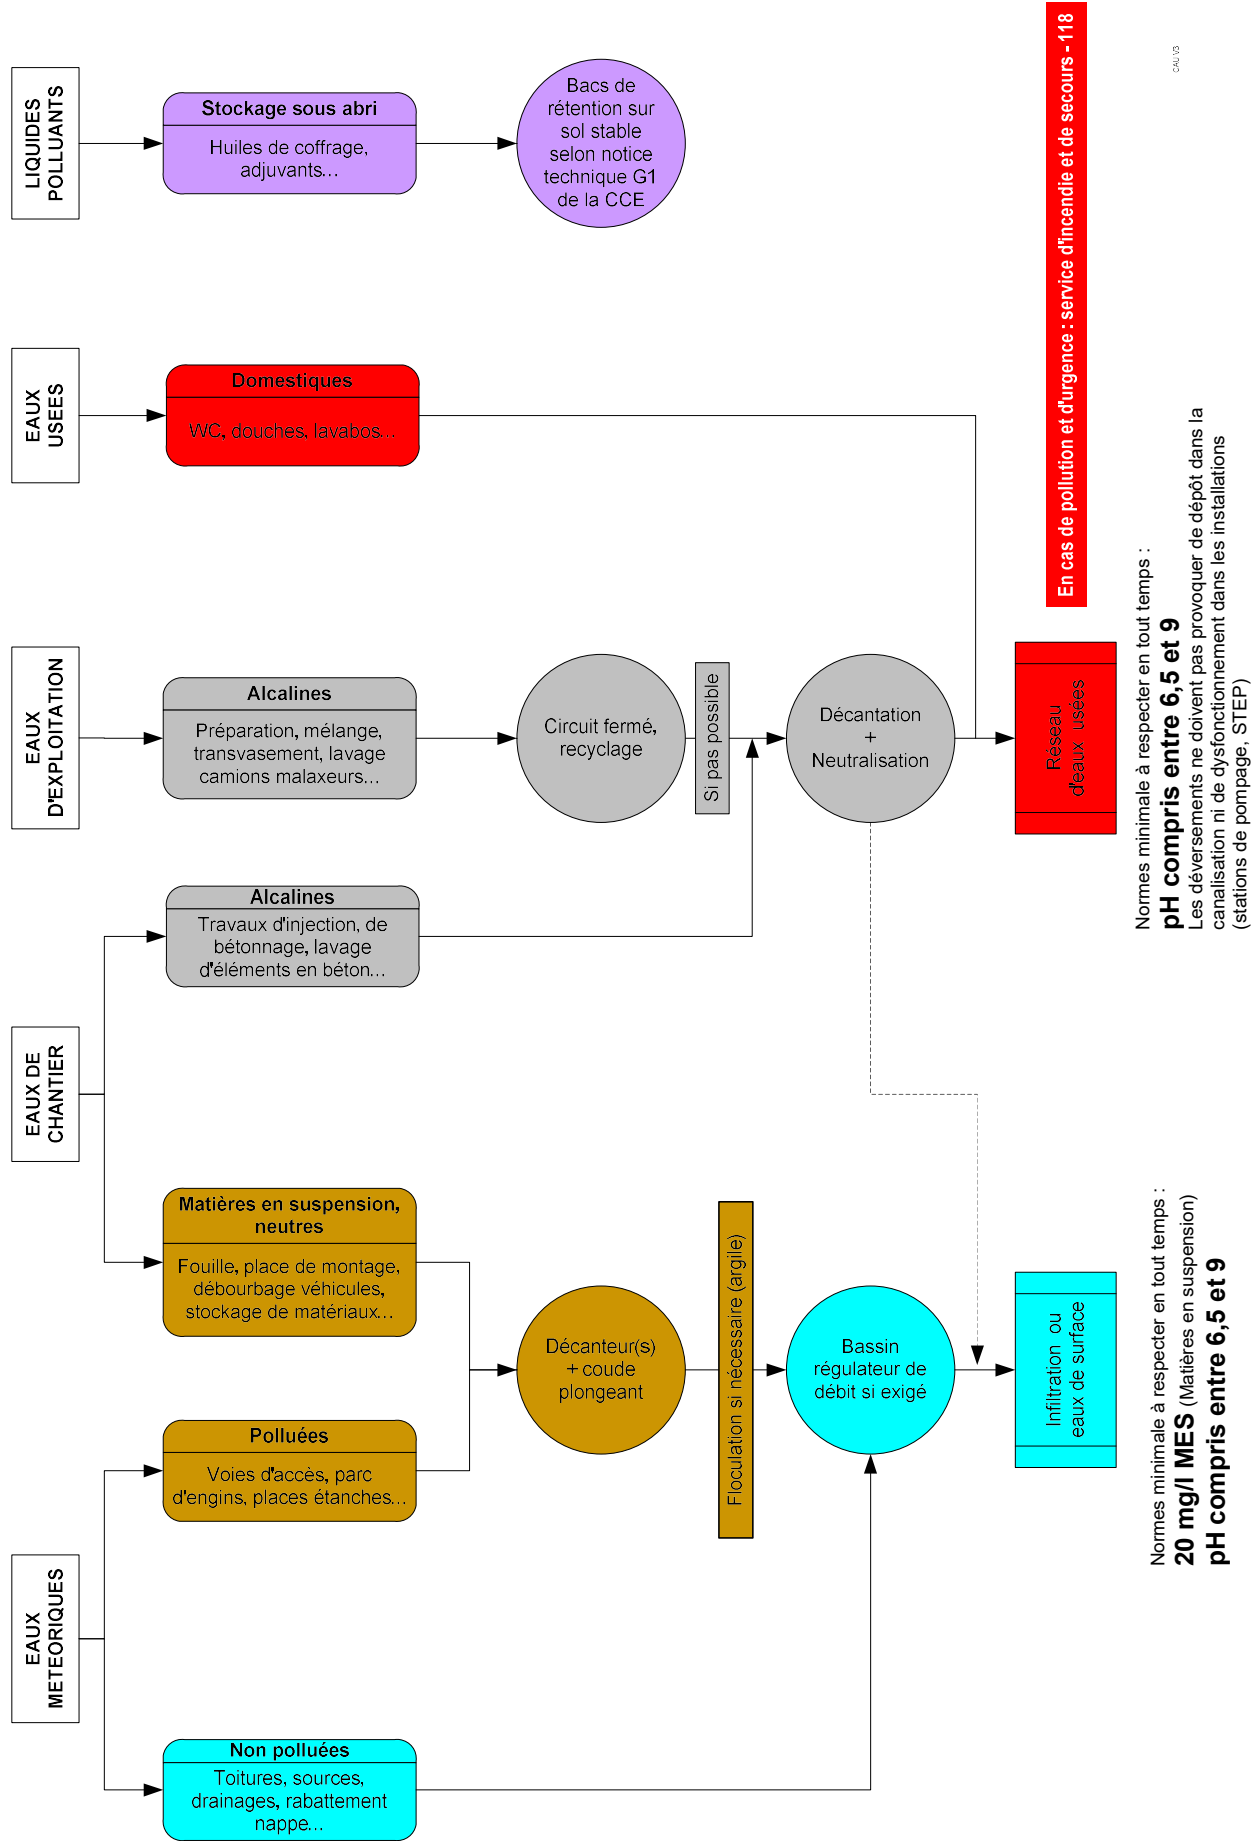 EAUX
METEORIQUES
EAUX DE
CHANTIER
EAUX
D'EXPLOITATION
EAUX
USEES
LIQUIDES
POLLUANTS
Non polluées
Toitures, sources,
drainages, rabattement
nappe...
Polluées
Voies d'accès, parc
d'engins, places étanches...
Matières en suspension,
neutres
Fouille, place de montage,
débourbage véhicules,
stockage de matériaux...
Alcalines
Travaux d'injection, de
bétonnage, lavage
d'éléments en béton...
Alcalines
Préparation, mélange,
transvasement, lavage
camions malaxeurs...
Domestiques
WC, douches, lavabos...
Stockage sous abri
Huiles de coffrage,
adjuvants...
Décanteur(s)
+ coude
plongeant
Circuit fermé,
recyclage
Bacs de
rétention sur
sol stable
selon notice
technique G1
de la CCE
Floculation si nécessaire (argile)
Si pas possible
Bassin
régulateur de
débit si exigé
Décantation
+
Neutralisation
Infiltration ou
eaux de surface
Réseau
d'eaux usées
En cas de pollution et d'urgence : service d'incendie et de secours - 118
Normes minimale à respecter en tout temps :
20 mg/l MES (Matières en suspension)
pH compris entre 6,5 et 9
Normes minimale à respecter en tout temps :
pH compris entre 6,5 et 9
Les déversements ne doivent pas provoquer de dépôt dans la
canalisation ni de dysfonctionnement dans les installations
(stations de pompage, STEP)
CAU V3